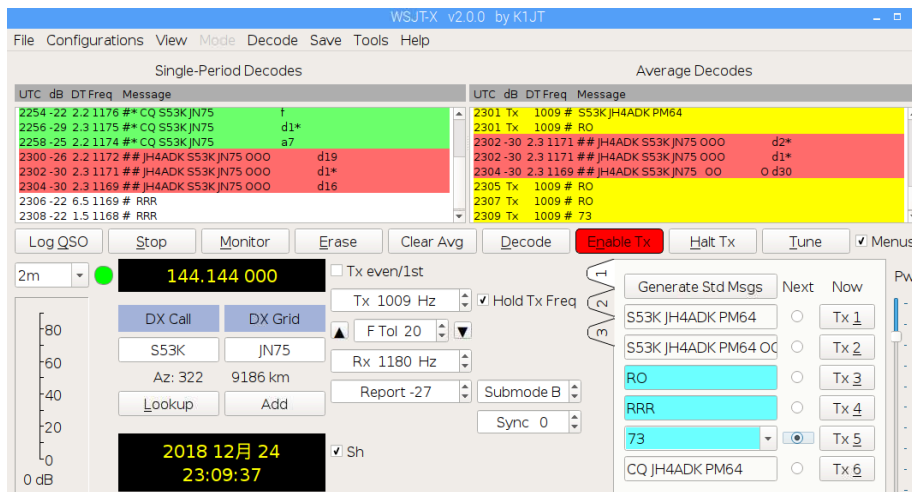 WSJT-X v2.0.0 by K1JT
File Configurations View Mode Decode Save Tools Help
Single-Period Decodes
UTC dB DT Freq Message
2254 -22 2.2 1176 #* CQ S53K JN75 f
2256 -29 2.3 1175 #* CQ S53K JN75 d1*
2258 -25 2.2 1174 #* CQ S53K JN75 a7
2300 -26 2.2 1172 ## JH4ADK S53K JN75 OOO d19
2302 -30 2.3 1171 ## JH4ADK S53K JN75 OOO d1*
2304 -30 2.3 1169 ## JH4ADK S53K JN75 OOO d16
2306 -22 6.5 1169 # RRR
2308 -22 1.5 1168 # RRR
Average Decodes
UTC dB DT Freq Message
2301 Tx 1009 # S53K JH4ADK PM64
2301 Tx 1009 # RO
2302 -30 2.3 1171 ## JH4ADK S53K JN75 OOO d2*
2302 -30 2.3 1171 ## JH4ADK S53K JN75 OOO d1*
2304 -30 2.3 1169 ## JH4ADK S53K JN75 OO O d30
2305 Tx 1009 # RO
2307 Tx 1009 # RO
2309 Tx 1009 # 73
Log QSO Stop Monitor Erase Clear Avg Decode Enable Tx Halt Tx Tune Menus
2m
144.144 000
DX Call DX Grid
S53K JN75
Az: 322 9186 km
Lookup Add
2018 12月 24
23:09:37
-80
-60
-40
-20
0
0 dB
Tx even/1st
Tx 1009 Hz Hold Tx Freq
F Tol 20
Rx 1180 Hz
Report -27 Submode B
Sync 0
Sh
1
2
3
Generate Std Msgs Next Now
S53K JH4ADK PM64 Tx 1
S53K JH4ADK PM64 OO Tx 2
RO Tx 3
RRR Tx 4
73 Tx 5
CQ JH4ADK PM64 Tx 6